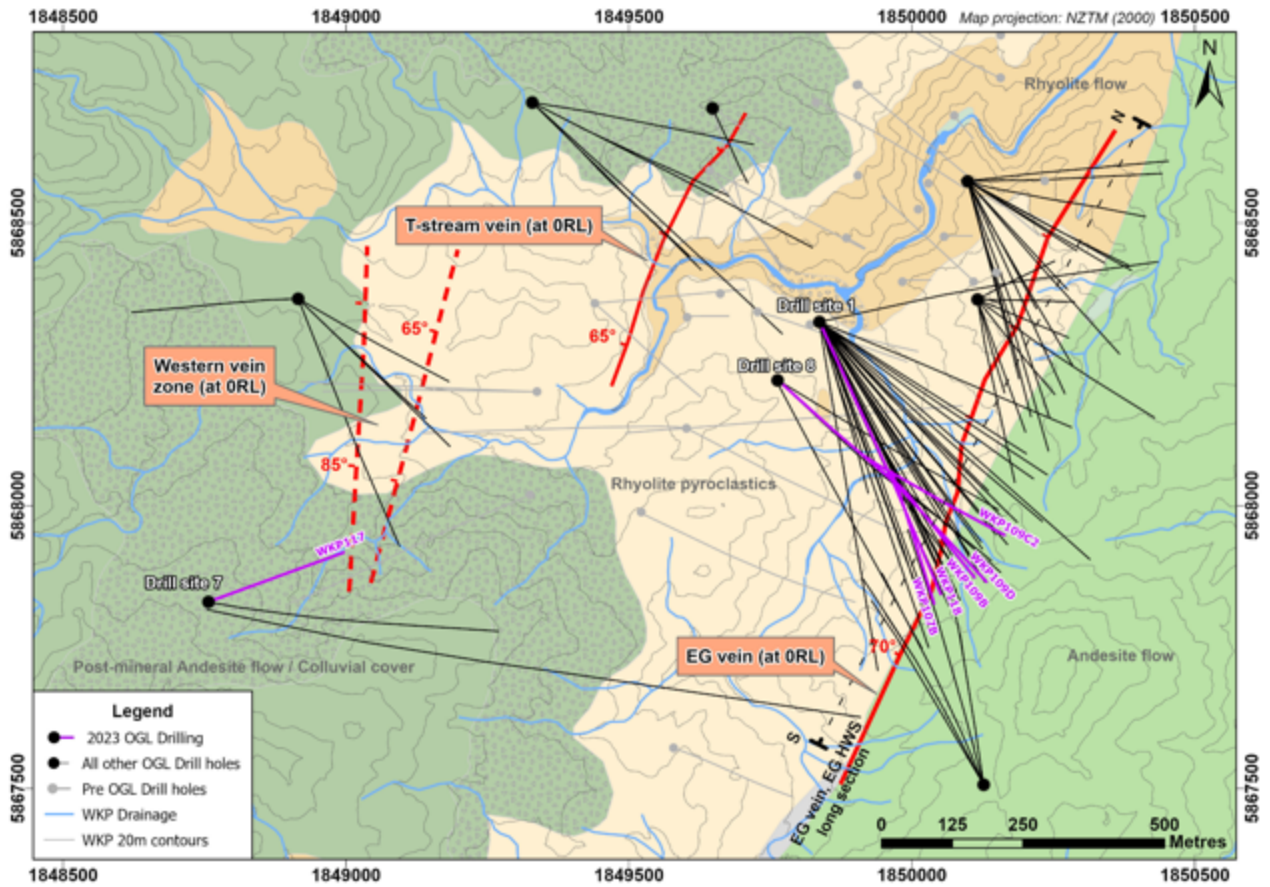 1848500
1849000
1849500
1850000
1850500
Map projection: NZTM (2000)
N
Rhyolite flow
N
5868500
5868500
T-stream vein (at 0RL)
Drill site 1
65°
65°
Western vein
zone (at 0RL)
Drill site 8
85°
Rhyolite pyroclastics
5868000
5868000
WKP109C2
WKP117
WKP109D
WKP109B
WKP11B
WKP107B
Drill site 7
70°
EG vein (at 0RL)
Andesite flow
Post-mineral Andesite flow / Colluvial cover
S
EG vein, EG HWS
long section
Legend
2023 OGL Drilling
All other OGL Drill holes
Pre OGL Drill holes
WKP Drainage
WKP 20m contours
5867500
5867500
0
125
250
500
Metres
1848500
1849000
1849500
1850000
1850500